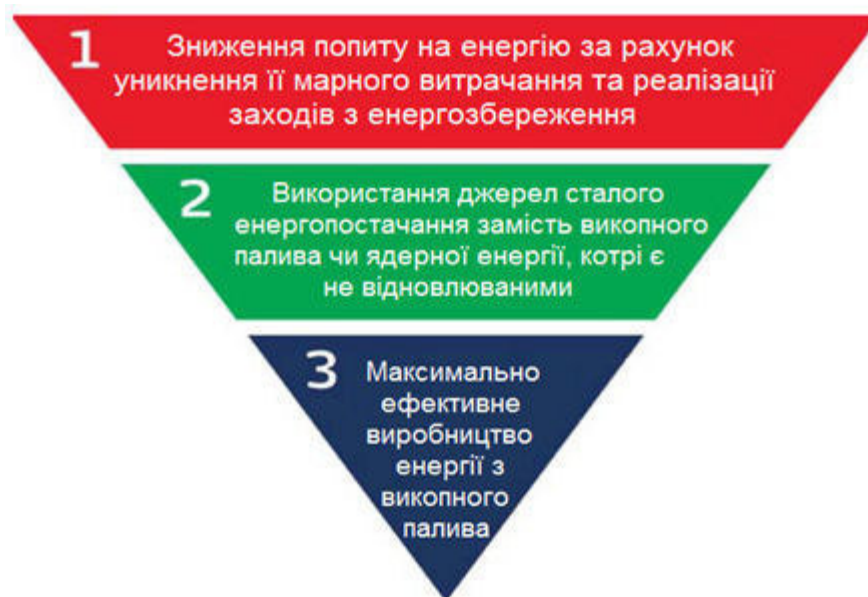 1 Зниження попиту на енергію за рахунок
уникнення її марного витрачання та реалізації
заходів з енергозбереження
2 Використання джерел сталого
енергопостачання замість викопного
палива чи ядерної енергії, котрі є
не відновлюваними
3 Максимально
ефективне
виробництво
енергії з
викопного
палива